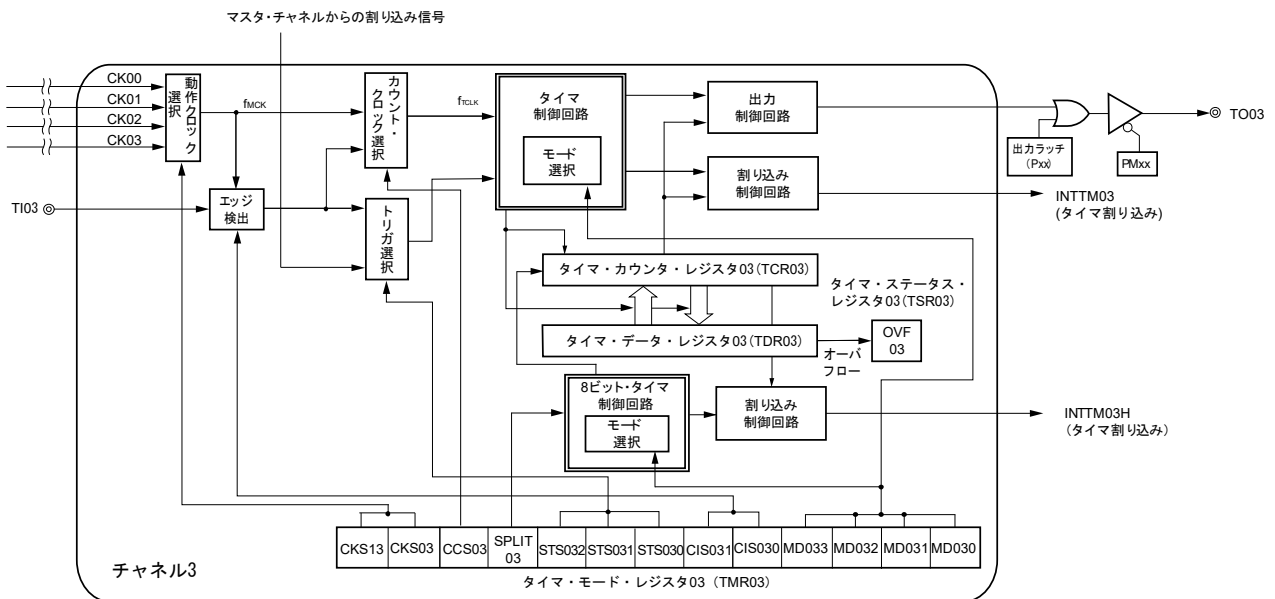 マスタ・チャネルからの割り込み信号
CK00
CK01
CK02
CK03
動作クロック
選択
fMCK
カウント・
クロック選択
fTCLK
タイマ
制御回路
モード
選択
出力
制御回路
出力ラッチ
(Pxx)
PMxx
TO03
割り込み
制御回路
INTTM03
(タイマ割り込み)
TI03
エッジ
検出
トリガ選択
タイマ・カウンタ・レジスタ03(TCR03)
タイマ・ステータス・
レジスタ03(TSR03)
タイマ・データ・レジスタ03(TDR03)
オーバ
フロー
OVF
03
8ビット・タイマ
制御回路
モード
選択
割り込み
制御回路
INTTM03H
(タイマ割り込み)
CKS13 CKS03 CCS03 SPLIT
03 STS032 STS031 STS030 CIS031 CIS030 MD033 MD032 MD031 MD030
チャネル3
タイマ・モード・レジスタ03 (TMR03)